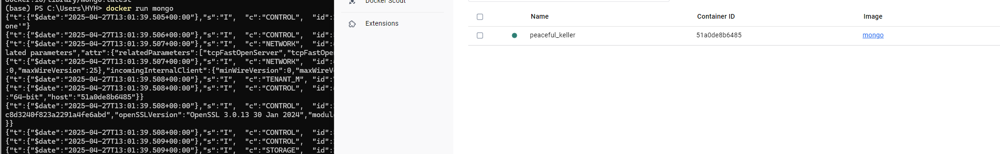 docker.io/library/mongo:latest
(base) PS C:\Users\HYH> docker run mongo
{"t":{"$date":"2025-04-27T13:01:39.505+00:00"},"s":"I",  "c":"CONTROL",  "id":
one'"}
{"t":{"$date":"2025-04-27T13:01:39.506+00:00"},"s":"I",  "c":"CONTROL",  "id":
{"t":{"$date":"2025-04-27T13:01:39.507+00:00"},"s":"I",  "c":"NETWORK",  "id":
lated parameters","attr":{"relatedParameters":["tcpFastOpenServer","tcpFastOpe
{"t":{"$date":"2025-04-27T13:01:39.507+00:00"},"s":"I",  "c":"NETWORK",  "id":
:0,"maxWireVersion":25},"incomingInternalClient":{"minWireVersion":0,"maxWireV
{"t":{"$date":"2025-04-27T13:01:39.508+00:00"},"s":"I",  "c":"TENANT_M", "id":
{"t":{"$date":"2025-04-27T13:01:39.508+00:00"},"s":"I",  "c":"CONTROL",  "id":
:"64-bit","host":"51a0de8b6485"}}
{"t":{"$date":"2025-04-27T13:01:39.508+00:00"},"s":"I",  "c":"CONTROL",  "id":
c8d3240f823a2291a4fe6abd","openSSLVersion":"OpenSSL 3.0.13 30 Jan 2024","modul
}}
{"t":{"$date":"2025-04-27T13:01:39.508+00:00"},"s":"I",  "c":"CONTROL",  "id":
{"t":{"$date":"2025-04-27T13:01:39.509+00:00"},"s":"I",  "c":"CONTROL",  "id":
{"t":{"$date":"2025-04-27T13:01:39.509+00:00"},"s":"I",  "c":"STORAGE",  "id":
Docker Scout
Extensions
Name Container ID Image
peaceful_keller 51a0de8b6485 mongo